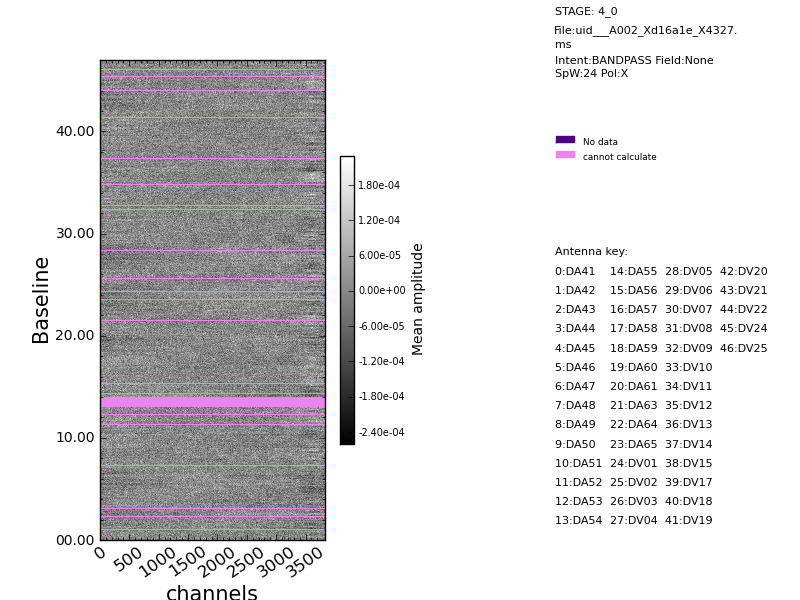 STAGE: 4_0
File:uid___A002_Xd16a1e_X4327.
ms
Intent:BANDPASS Field:None
SpW:24 Pol:X
No data
cannot calculate
40.00
30.00
20.00
10.00
00.00
Baseline
0 500 1000 1500 2000 2500 3000 3500
channels
1.80e-04
1.20e-04
6.00e-05
0.00e+00
-6.00e-05
-1.20e-04
-1.80e-04
-2.40e-04
Mean amplitude
Antenna key:
0:DA41 14:DA55 28:DV05 42:DV20
1:DA42 15:DA56 29:DV06 43:DV21
2:DA43 16:DA57 30:DV07 44:DV22
3:DA44 17:DA58 31:DV08 45:DV24
4:DA45 18:DA59 32:DV09 46:DV25
5:DA46 19:DA60 33:DV10
6:DA47 20:DA61 34:DV11
7:DA48 21:DA63 35:DV12
8:DA49 22:DA64 36:DV13
9:DA50 23:DA65 37:DV14
10:DA51 24:DV01 38:DV15
11:DA52 25:DV02 39:DV17
12:DA53 26:DV03 40:DV18
13:DA54 27:DV04 41:DV19